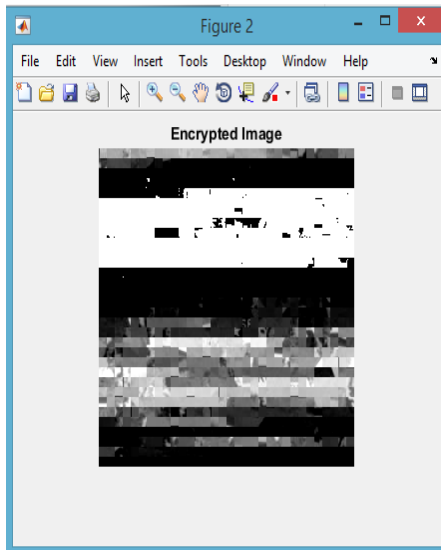 Figure 2
File Edit View Insert Tools Desktop Window Help
Encrypted Image